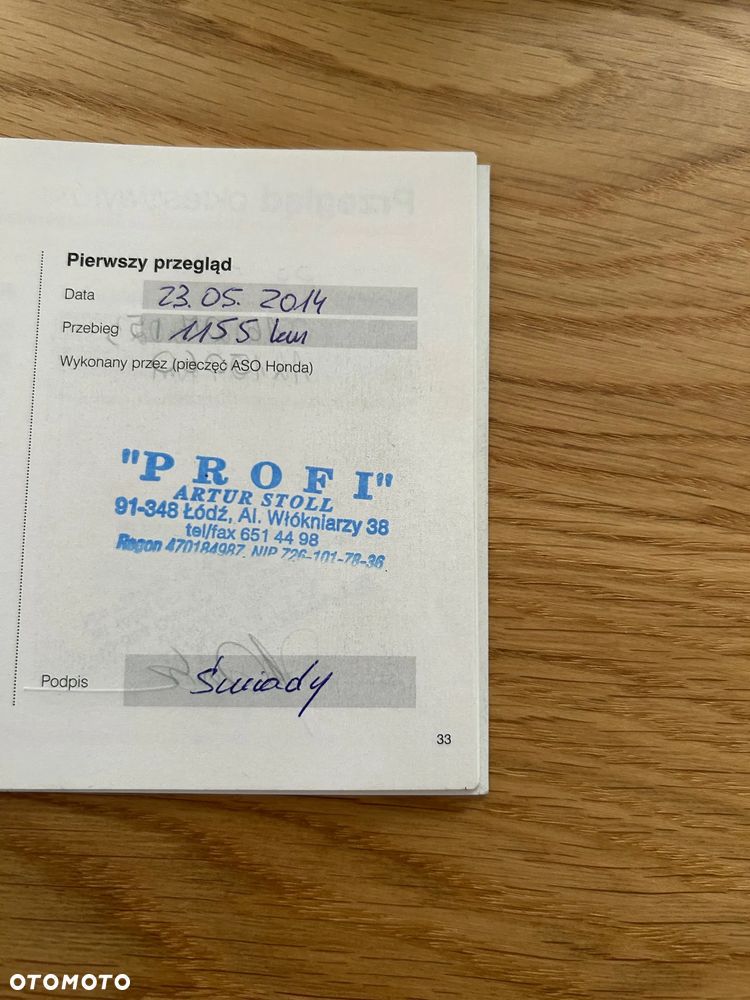 Pierwszy przegląd
Data 23.05. 2014
Przebieg 1155 km
Wykonany przez (pieczęć ASO Honda)
"PROFI"
ARTUR STOLL
91-348 Łódź, Al. Włókniarzy 38
tel/fax 651 44 98
Regon 470184987, NIP 726-101-78-36
Podpis Śniady
33
OTOMOTO